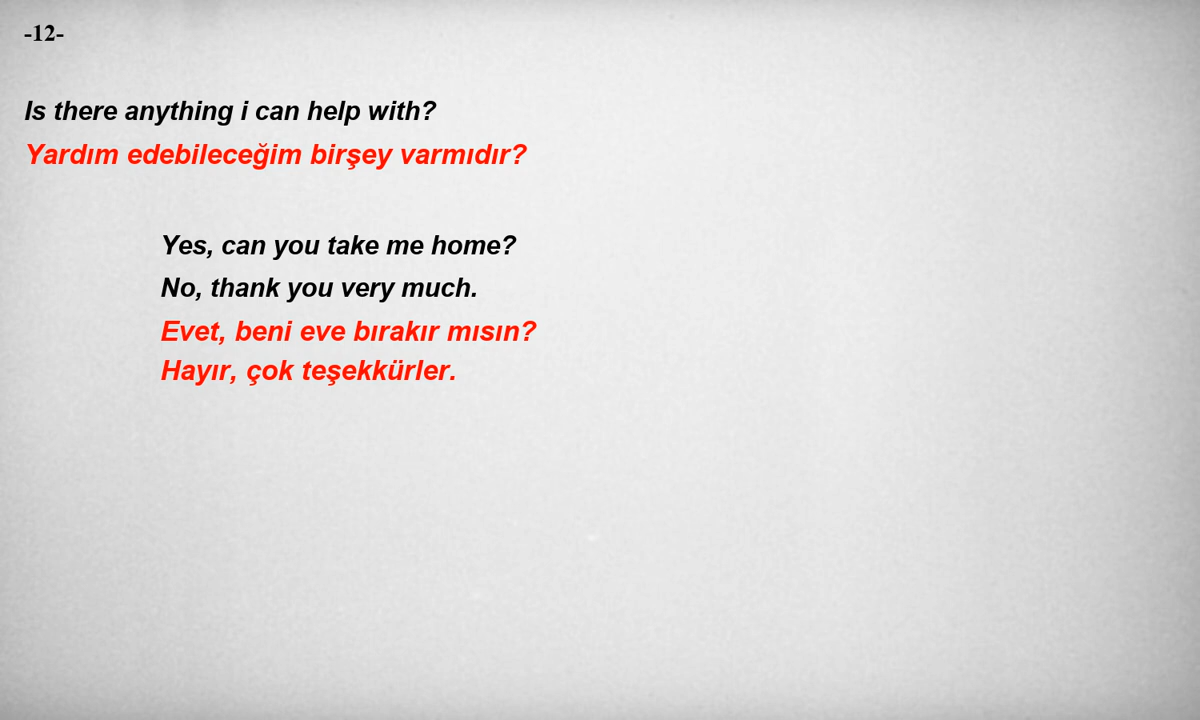 -12-
Is there anything i can help with?
Yardım edebileceğim birşey varmıdır?
Yes, can you take me home?
No, thank you very much.
Evet, beni eve bırakır mısın?
Hayır, çok teşekkürler.